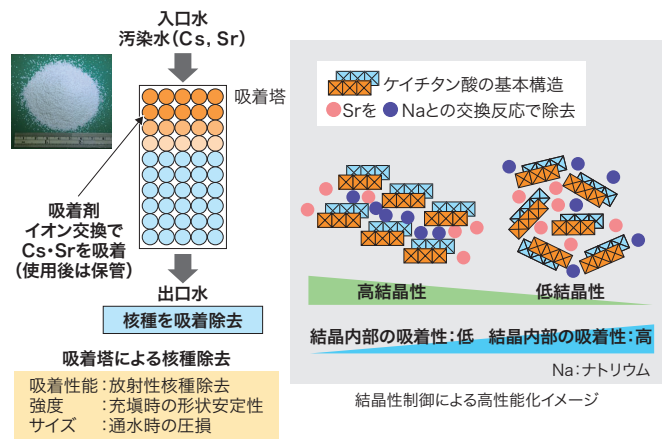 入口水
汚染水(Cs, Sr)
吸着塔
吸着剤
イオン交換で
Cs・Srを吸着
(使用後は保管)
出口水
核種を吸着除去
吸着塔による核種除去
吸着性能:放射性核種除去
強度 :充塡時の形状安定性
サイズ :通水時の圧損
ケイチタン酸の基本構造
Srを Naとの交換反応で除去
高結晶性 低結晶性
結晶内部の吸着性:低 結晶内部の吸着性:高
Na:ナトリウム
結晶性制御による高性能化イメージ